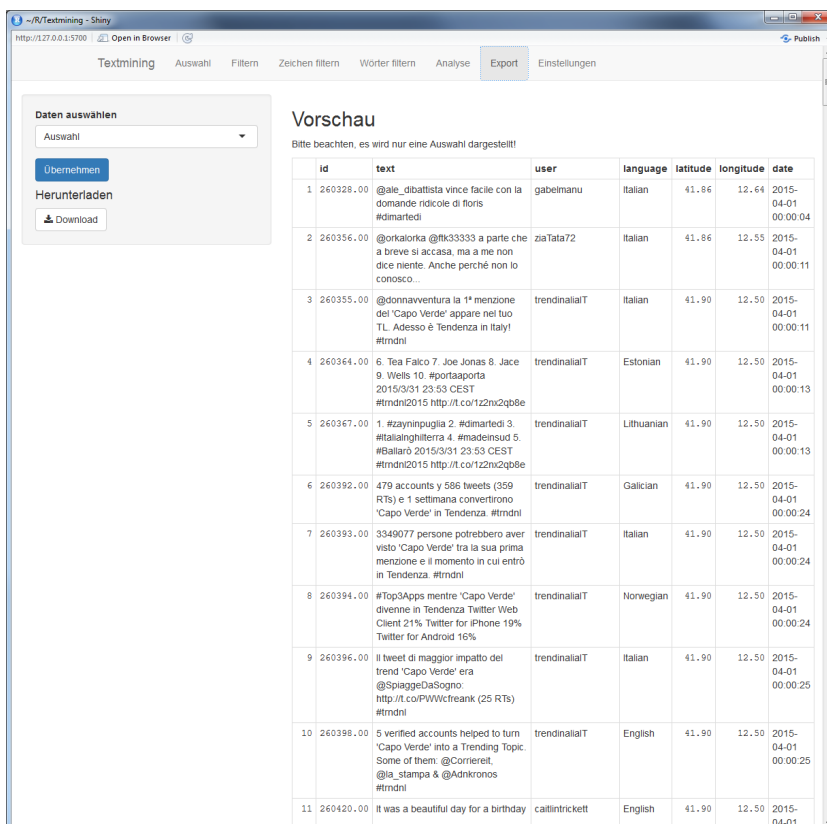 ~/R/Textmining - Shiny
http://127.0.0.1:5700 Open in Browser Publish
Textmining Auswahl Filtern Zeichen filtern Wörter filtern Analyse Export Einstellungen
Daten auswählen
Auswahl
Übernehmen
Herunterladen
Download
Vorschau
Bitte beachten, es wird nur eine Auswahl dargestellt!
id text user language latitude longitude date
1 260328.00 @ale_dibattista vince facile con la gabelmanu Italian 41.86 12.64 2015-
domande ridicole di floris 04-01
#dimartedi 00:00:04
2 260356.00 @orkalorka @ftk33333 a parte che ziaTata72 Italian 41.86 12.55 2015-
a breve si accasa, ma a me non 04-01
dice niente. Anche perché non lo 00:00:11
conosco...
3 260355.00 @donnavventura la 1ª menzione trendinaliaIT Italian 41.90 12.50 2015-
del 'Capo Verde' appare nel tuo 04-01
TL. Adesso è Tendenza in Italy! 00:00:11
#trndnl
4 260364.00 6. Tea Falco 7. Joe Jonas 8. Jace trendinaliaIT Estonian 41.90 12.50 2015-
9. Wells 10. #portaaporta 04-01
2015/3/31 23:53 CEST 00:00:13
#trndnl2015 http://t.co/1z2nx2qb8e
5 260367.00 1. #zayninpuglia 2. #dimartedi 3. trendinaliaIT Lithuanian 41.90 12.50 2015-
#ItaliaInghilterra 4. #madeinsud 5. 04-01
#Ballarò 2015/3/31 23:53 CEST 00:00:13
#trndnl2015 http://t.co/1z2nx2qb8e
6 260392.00 479 accounts y 586 tweets (359 trendinaliaIT Galician 41.90 12.50 2015-
RTs) e 1 settimana convertirono 04-01
'Capo Verde' in Tendenza. #trndnl 00:00:24
7 260393.00 3349077 persone potrebbero aver trendinaliaIT Italian 41.90 12.50 2015-
visto 'Capo Verde' tra la sua prima 04-01
menzione e il momento in cui entrò 00:00:24
in Tendenza. #trndnl
8 260394.00 #Top3Apps mentre 'Capo Verde' trendinaliaIT Norwegian 41.90 12.50 2015-
divenne in Tendenza Twitter Web 04-01
Client 21% Twitter for iPhone 19% 00:00:24
Twitter for Android 16%
9 260396.00 Il tweet di maggior impatto del trendinaliaIT Italian 41.90 12.50 2015-
trend 'Capo Verde' era 04-01
@SpiaggeDaSogno: 00:00:25
http://t.co/PWWcfreank (25 RTs)
#trndnl
10 260398.00 5 verified accounts helped to turn trendinaliaIT English 41.90 12.50 2015-
'Capo Verde' into a Trending Topic. 04-01
Some of them: @Corriereit, 00:00:25
@la_stampa & @Adnkronos
#trndnl
11 260420.00 It was a beautiful day for a birthday caitlintrickett English 41.90 12.50 2015-
04-01